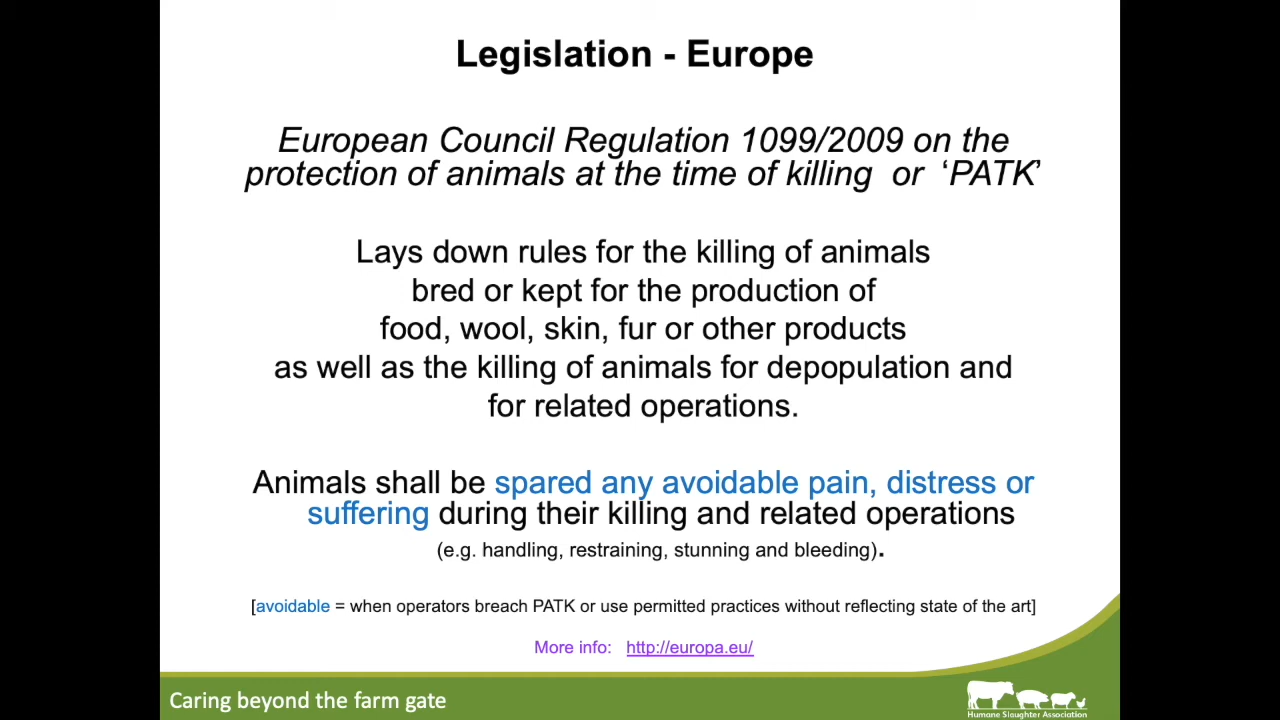 Legislation - Europe
European Council Regulation 1099/2009 on the
protection of animals at the time of killing or ‘PATK’
Lays down rules for the killing of animals
bred or kept for the production of
food, wool, skin, fur or other products
as well as the killing of animals for depopulation and
for related operations.
Animals shall be spared any avoidable pain, distress or
suffering during their killing and related operations
(e.g. handling, restraining, stunning and bleeding).
[avoidable = when operators breach PATK or use permitted practices without reflecting state of the art]
More info: http://europa.eu/
Caring beyond the farm gate
Humane Slaughter Association